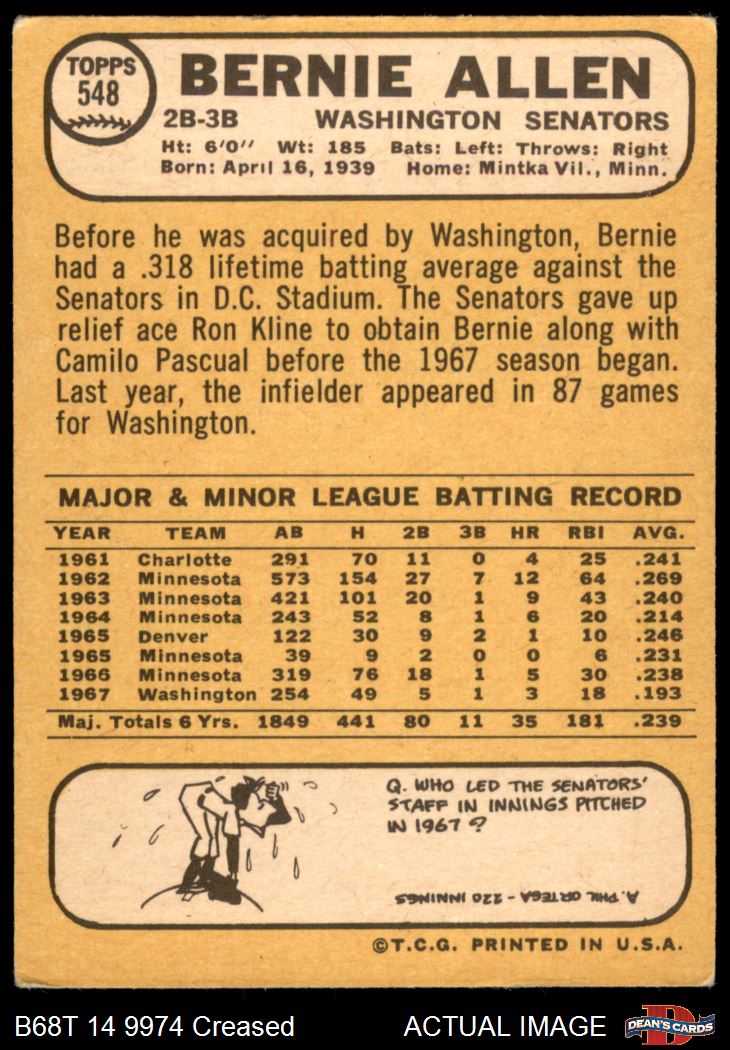 TOPPS
548
BERNIE ALLEN
2B-3B WASHINGTON SENATORS
Ht: 6'0" Wt: 185 Bats: Left: Throws: Right
Born: April 16, 1939 Home: Mintka Vil., Minn.
Before he was acquired by Washington, Bernie
had a .318 lifetime batting average against the
Senators in D.C. Stadium. The Senators gave up
relief ace Ron Kline to obtain Bernie along with
Camilo Pascual before the 1967 season began.
Last year, the infielder appeared in 87 games
for Washington.
MAJOR & MINOR LEAGUE BATTING RECORD
YEAR TEAM AB H 2B 3B HR RBI AVG.
1961 Charlotte 291 70 11 0 4 25 .241
1962 Minnesota 573 154 27 7 12 64 .269
1963 Minnesota 421 101 20 1 9 43 .240
1964 Minnesota 243 52 8 1 6 20 .214
1965 Denver 122 30 9 2 1 10 .246
1965 Minnesota 39 9 2 0 0 6 .231
1966 Minnesota 319 76 18 1 5 30 .238
1967 Washington 254 49 5 1 3 18 .193
Maj. Totals 6 Yrs. 1849 441 80 11 35 181 .239
Q. WHO LED THE SENATORS'
STAFF IN INNINGS PITCHED
IN 1967?
A. PHIL ORTEGA - 220 INNINGS
©T.C.G. PRINTED IN U.S.A.
B68T 14 9974 Creased ACTUAL IMAGE DEAN'S CARDS